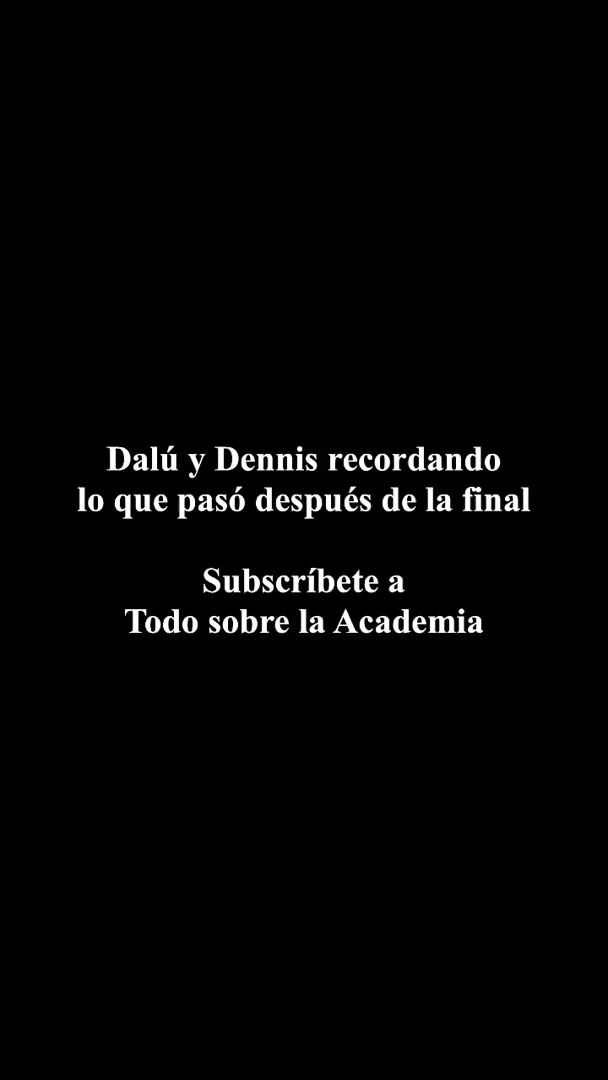 Dalú y Dennis recordando
lo que pasó después de la final
Subscríbete a
Todo sobre la Academia